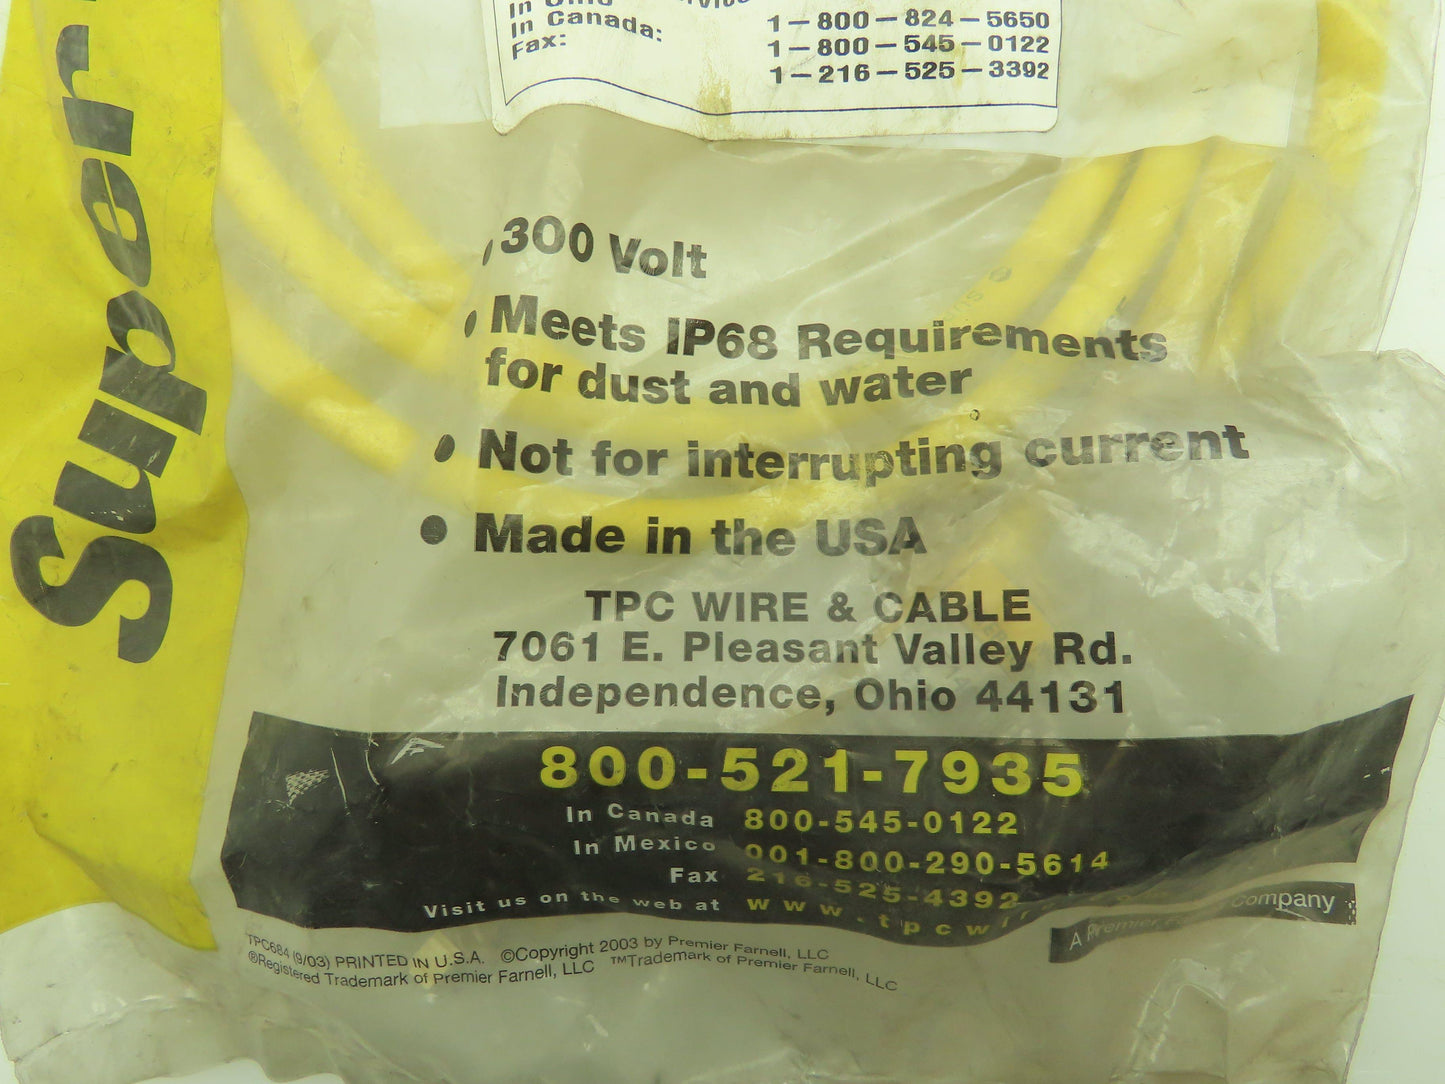 In Ohio
In Canada:
Fax:
1-800-824-5650
1-800-545-0122
1-216-525-3392
Super
• 300 Volt
• Meets IP68 Requirements
for dust and water
• Not for interrupting current
• Made in the USA
TPC WIRE & CABLE
7061 E. Pleasant Valley Rd.
Independence, Ohio 44131
800-521-7935
In Canada 800-545-0122
In Mexico 001-800-290-5614
Fax 216-525-4392
Visit us on the web at
A Premier Company
TPC684 (9/03) PRINTED IN U.S.A. ©Copyright 2003 by Premier Farnell, LLC
®Registered Trademark of Premier Farnell, LLC ™Trademark of Premier Farnell, LLC